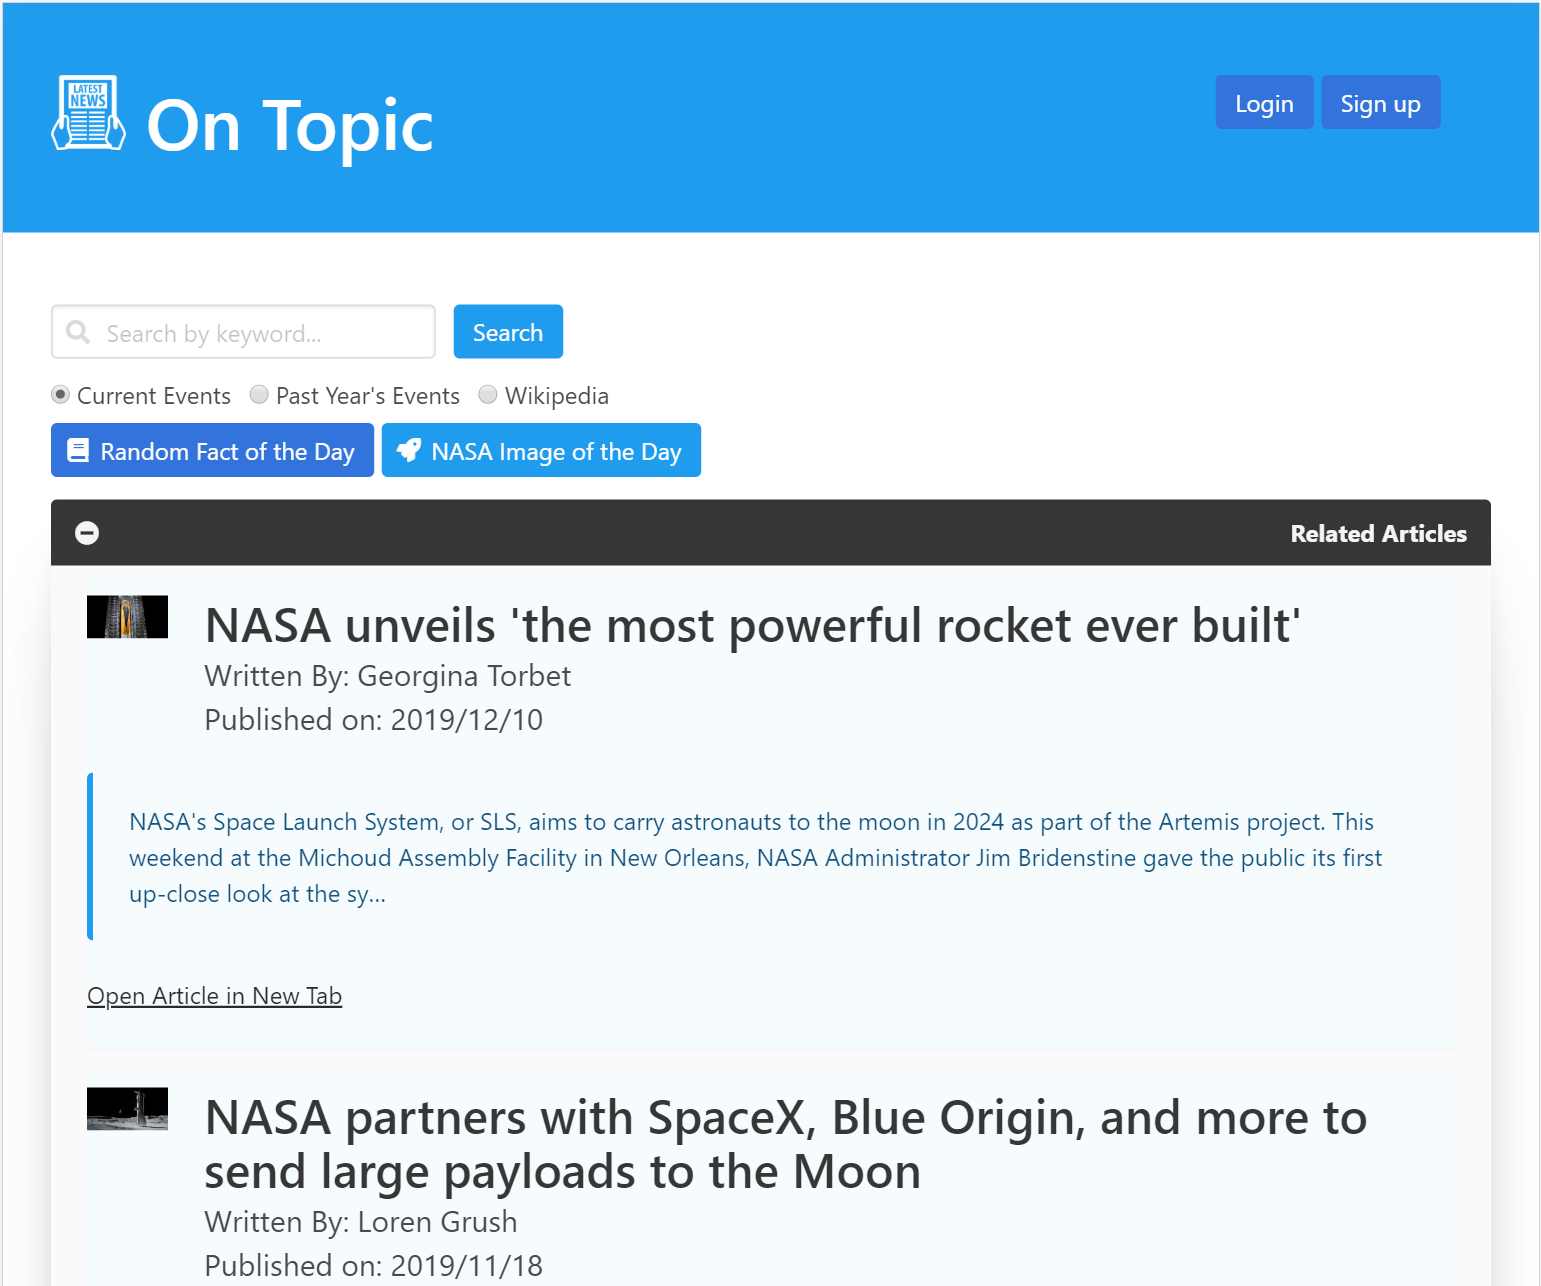 LATEST
NEWS
On Topic
Login
Sign up
Search by keyword...
Search
Current Events
Past Year's Events
Wikipedia
Random Fact of the Day
NASA Image of the Day
Related Articles
NASA unveils 'the most powerful rocket ever built'
Written By: Georgina Torbet
Published on: 2019/12/10
NASA's Space Launch System, or SLS, aims to carry astronauts to the moon in 2024 as part of the Artemis project. This
weekend at the Michoud Assembly Facility in New Orleans, NASA Administrator Jim Bridenstine gave the public its first
up-close look at the sy...
Open Article in New Tab
NASA partners with SpaceX, Blue Origin, and more to
send large payloads to the Moon
Written By: Loren Grush
Published on: 2019/11/18